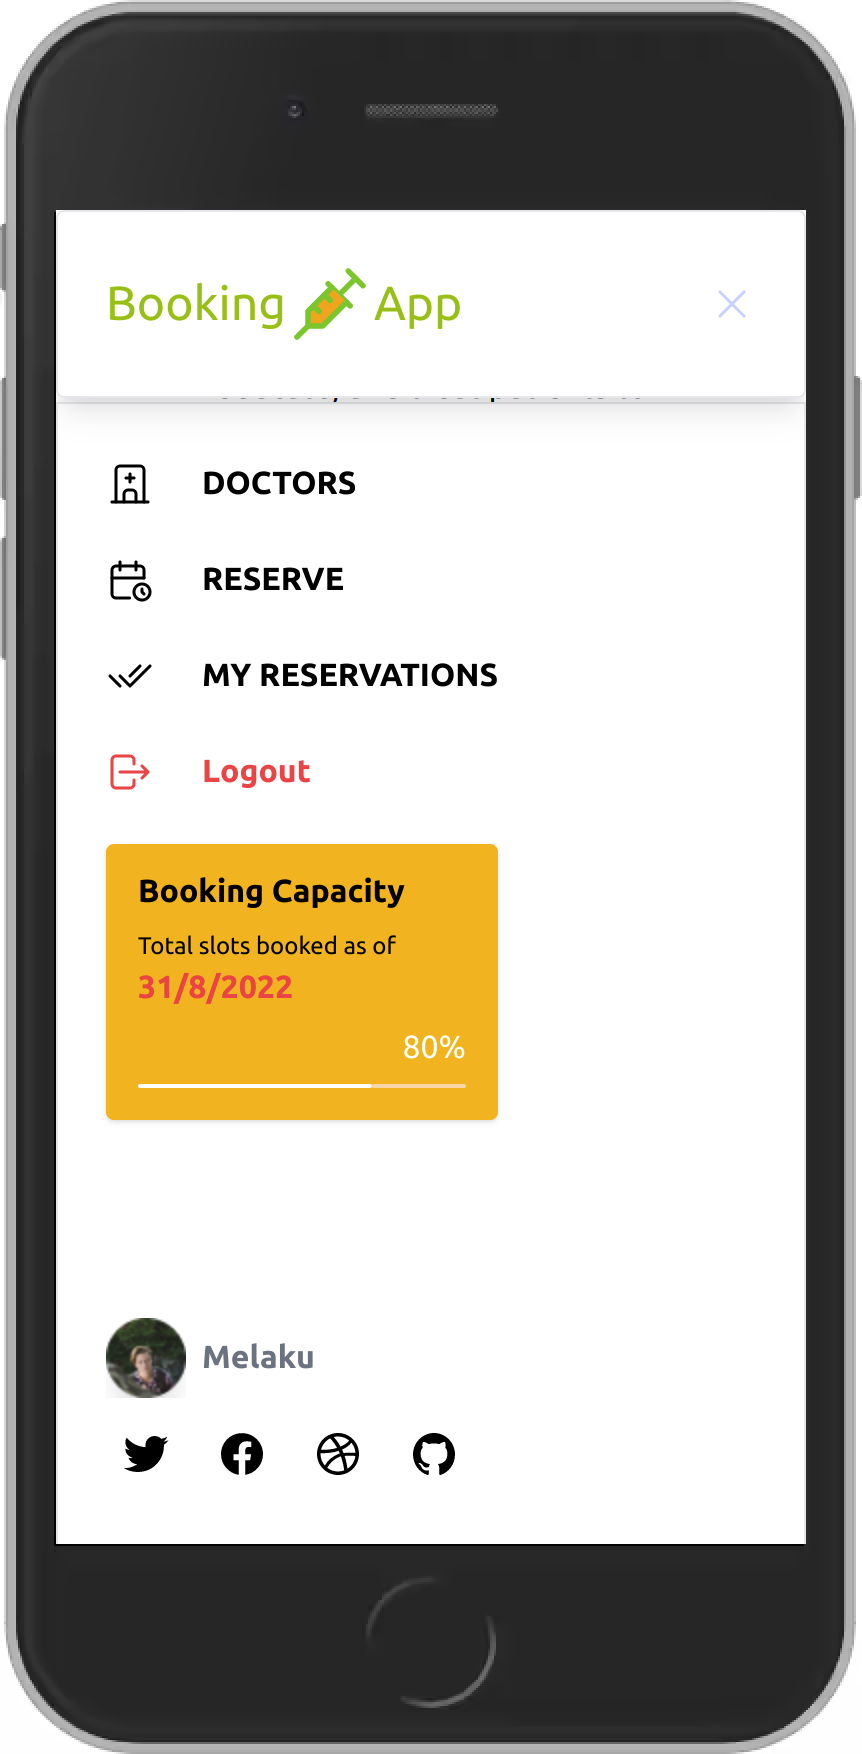 Booking App
DOCTORS
RESERVE
MY RESERVATIONS
Logout
Booking Capacity
Total slots booked as of
31/8/2022
80%
Melaku